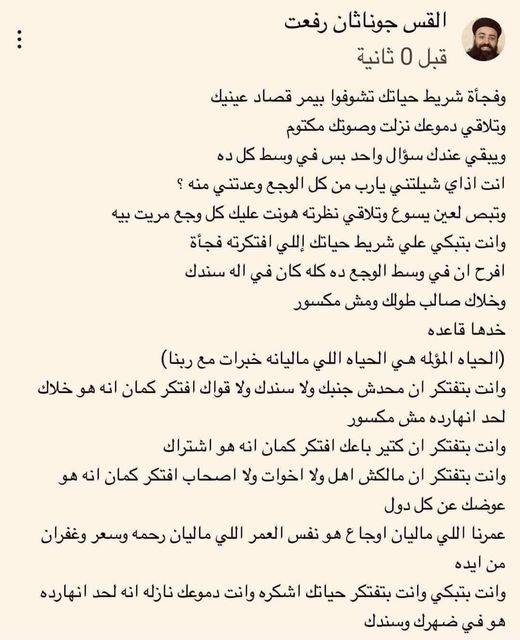 القس جوناثان رفعت
قبل 0 ثانية
وفجأة شريط حياتك تشوفوا بيمر قصاد عينيك
وتلاقي دموعك نزلت وصوتك مكتوم
ويبقي عندك سؤال واحد بس في وسط كل ده
انت اذاي شيلتني يارب من كل الوجع وعدتني منه ؟
وتبص لعين يسوع وتلاقي نظرته هونت عليك كل وجع مريت بيه
وانت بتبكي علي شريط حياتك إللي افتكرته فجأة
افرح ان في وسط الوجع ده كله كان في اله سندك
وخلاك صالب طولك ومش مكسور
خدها قاعده
(الحياه المؤلمه هي الحياه اللي ماليانه خبرات مع ربنا)
وانت بتفتكر ان محدش جنبك ولا سندك ولا قواك افتكر كمان انه هو خلاك
لحد انهارده مش مكسور
وانت بتفتكر ان كتير باعك افتكر كمان انه هو اشتراك
وانت بتفتكر ان مالكش اهل ولا اخوات ولا اصحاب افتكر كمان انه هو
عوضك عن كل دول
عمرنا اللي ماليان اوجاع هو نفس العمر اللي ماليان رحمه وسعر وغفران
من ايده
وانت بتبكي وانت بتفتكر حياتك اشكره وانت دموعك نازله انه لحد انهارده
هو في ضهرك وسندك